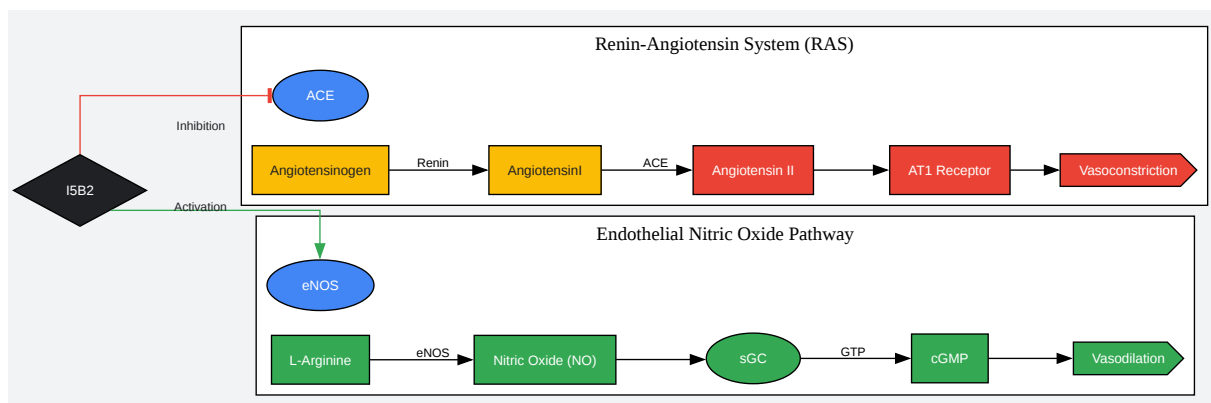 Renin-Angiotensin System (RAS)
ACE
Inhibition
Angiotensinogen
Renin
AngiotensinI
ACE
Angiotensin II
AT1 Receptor
Vasoconstriction
I5B2
Activation
Endothelial Nitric Oxide Pathway
eNOS
L-Arginine
eNOS
Nitric Oxide (NO)
sGC
GTP
cGMP
Vasodilation